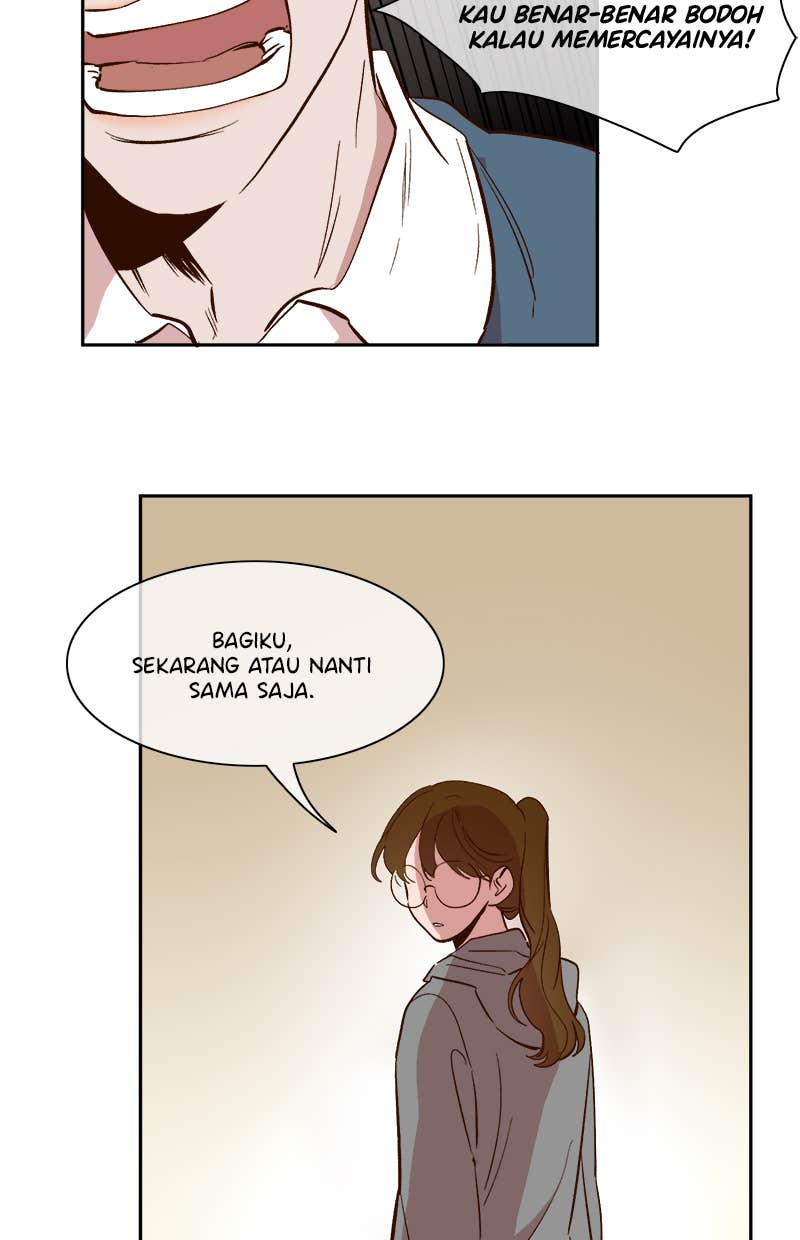 KAU BENAR-BENAR BODOH
KALAU MEMERCAYAINYA!
BAGIKU,
SEKARANG ATAU NANTI
SAMA SAJA.